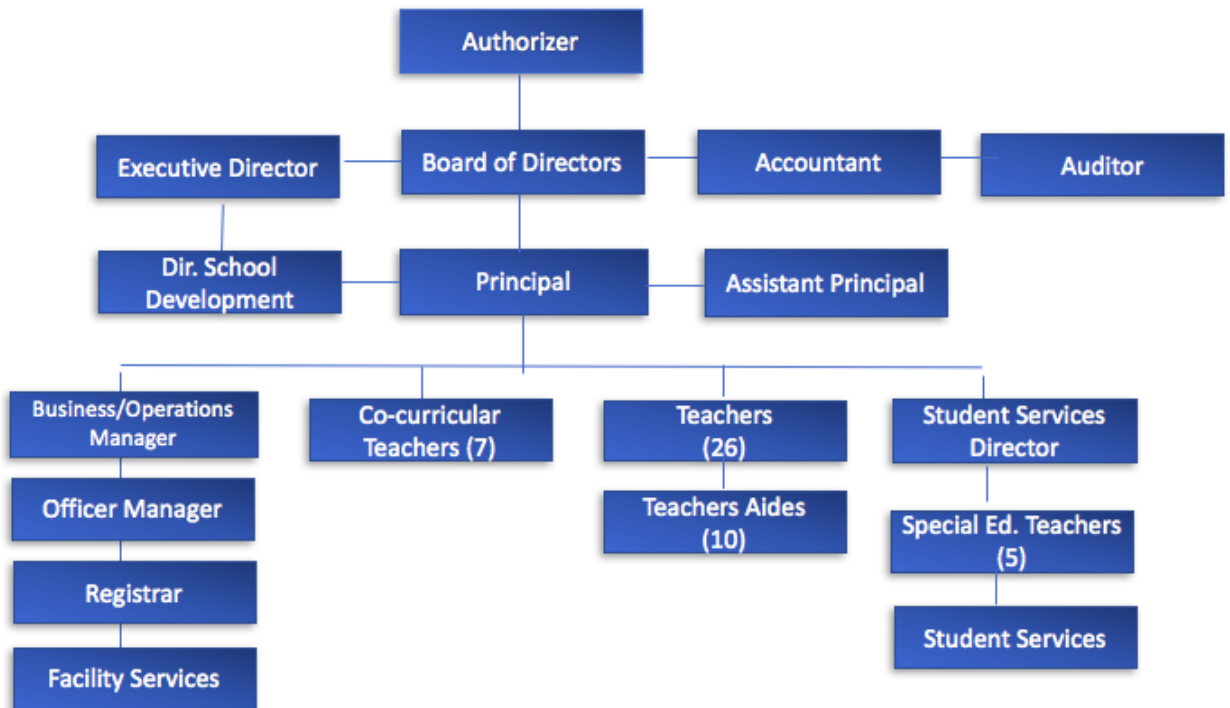 Authorizer
Executive Director
Board of Directors
Accountant
Auditor
Dir. School
Development
Principal
Assistant Principal
Business/Operations
Manager
Co-curricular
Teachers (7)
Teachers
(26)
Student Services
Director
Officer Manager
Teachers Aides
(10)
Special Ed. Teachers
(5)
Registrar
Student Services
Facility Services